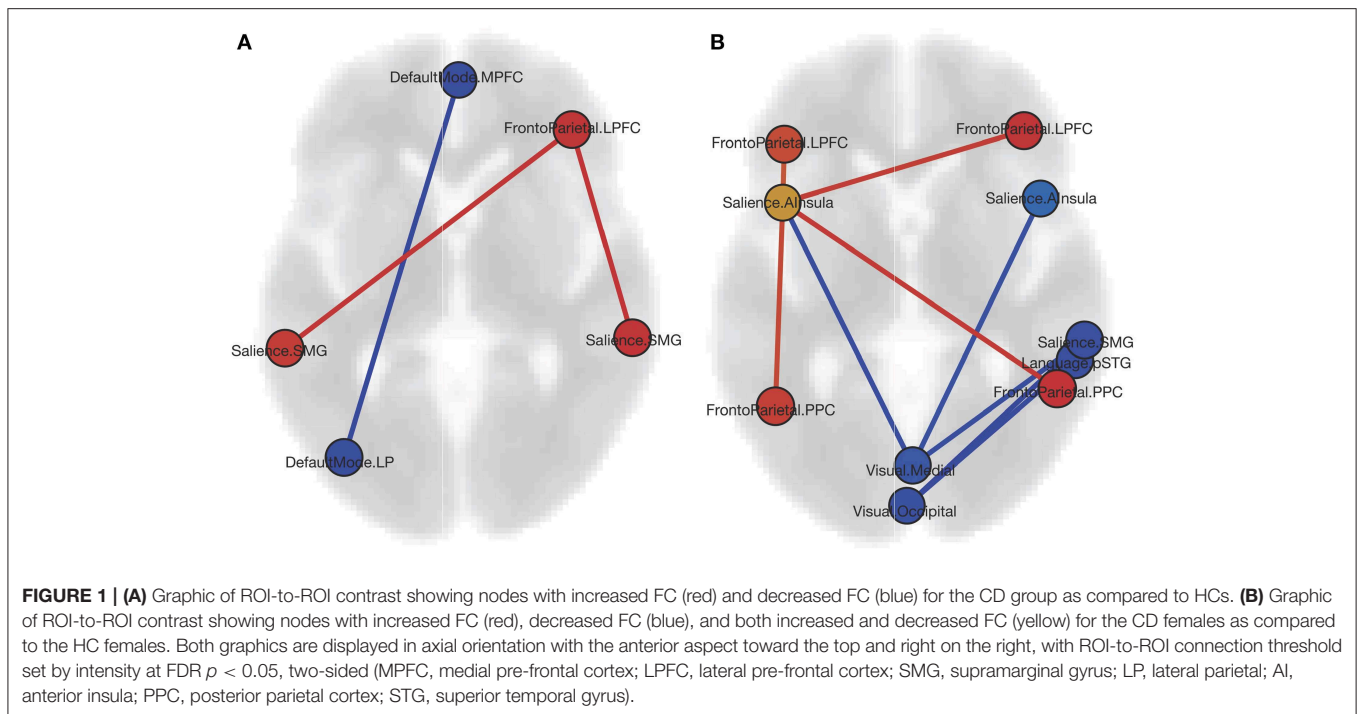 A
B
DefaultMode.MPFC
FrontoParietal.LPFC
Salience.SMG
Salience.SMG
DefaultMode.LP
FrontoParietal.LPFC
FrontoParietal.LPFC
Salience.AInsula
Salience.AInsula
Salience.SMG
Language.pSTG
FrontoParietal.PPC
FrontoParietal.PPC
Visual.Medial
Visual.Occipital
FIGURE 1 | (A) Graphic of ROI-to-ROI contrast showing nodes with increased FC (red) and decreased FC (blue) for the CD group as compared to HCs. (B) Graphic
of ROI-to-ROI contrast showing nodes with increased FC (red), decreased FC (blue), and both increased and decreased FC (yellow) for the CD females as compared
to the HC females. Both graphics are displayed in axial orientation with the anterior aspect toward the top and right on the right, with ROI-to-ROI connection threshold
set by intensity at FDR p < 0.05, two-sided (MPFC, medial pre-frontal cortex; LPFC, lateral pre-frontal cortex; SMG, supramarginal gyrus; LP, lateral parietal; AI,
anterior insula; PPC, posterior parietal cortex; STG, superior temporal gyrus).